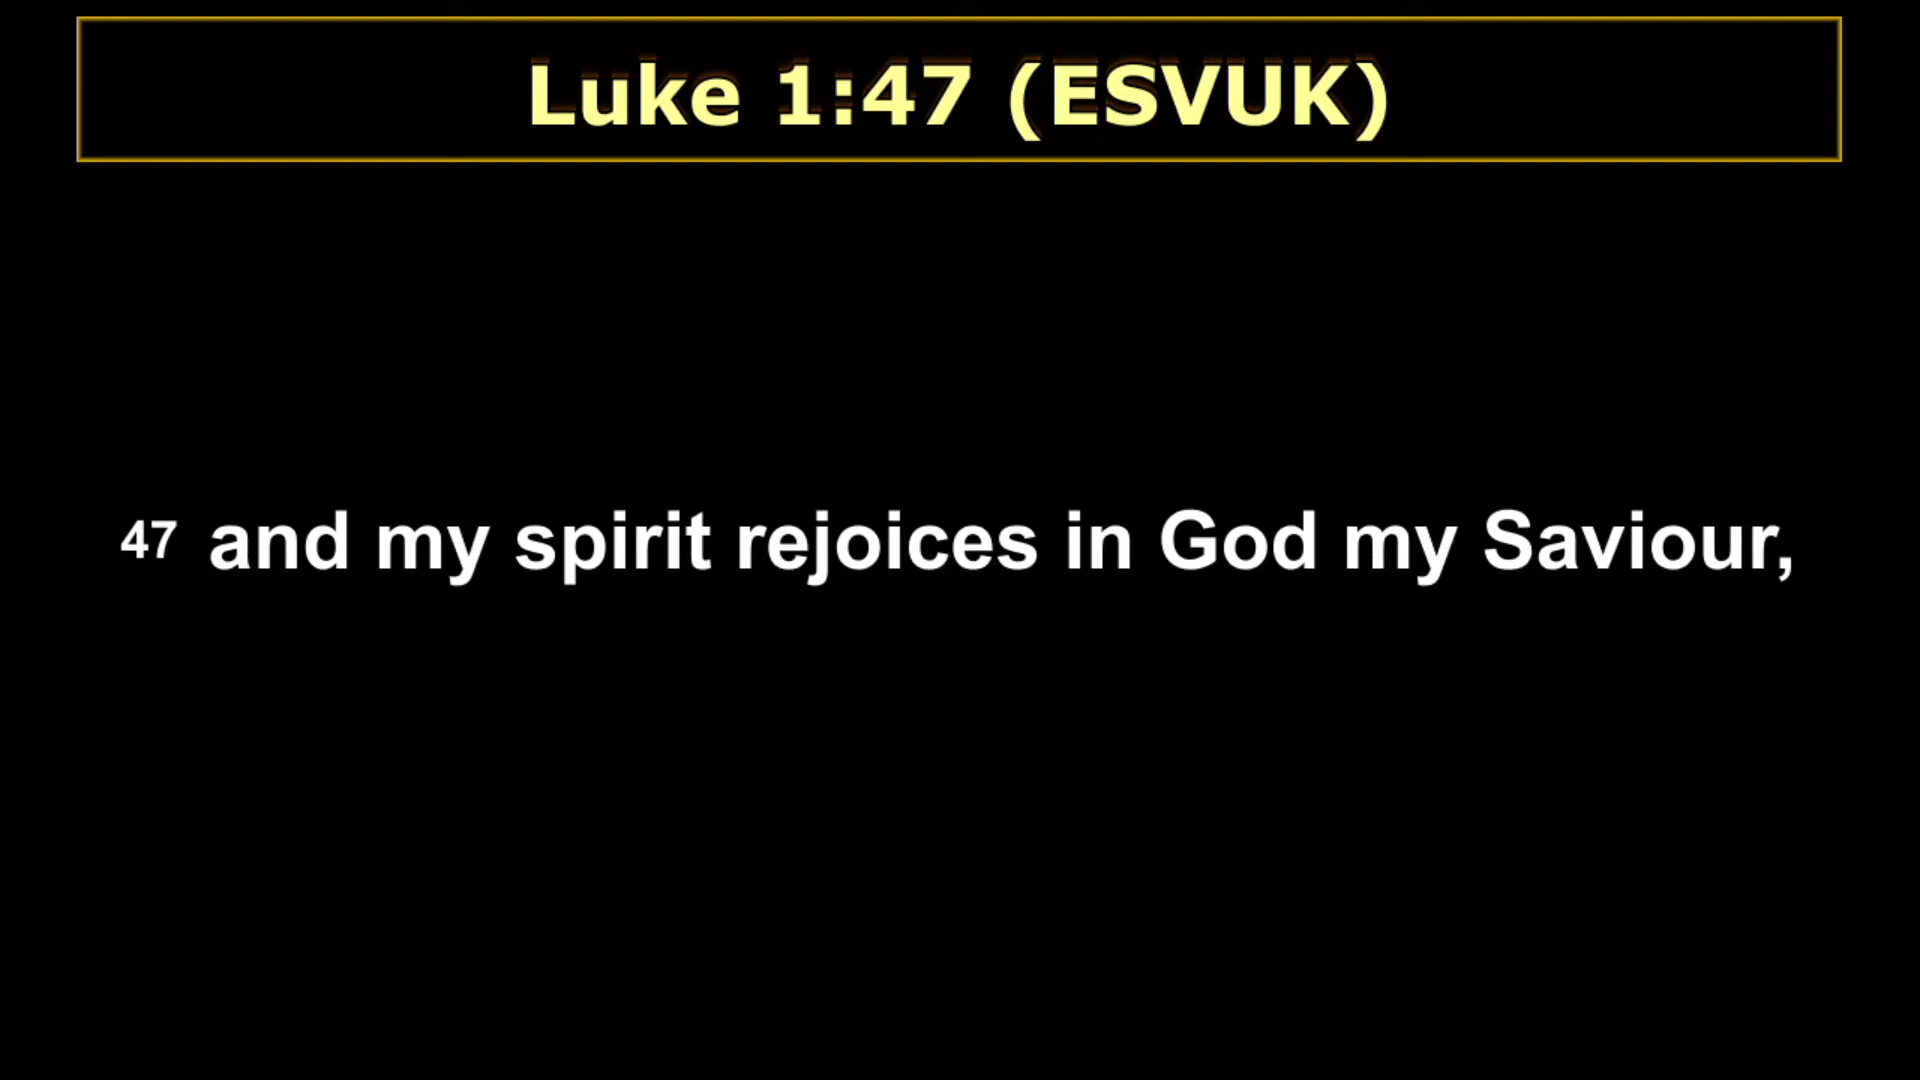 Luke 1:47 (ESVUK)
47 and my spirit rejoices in God my Saviour,